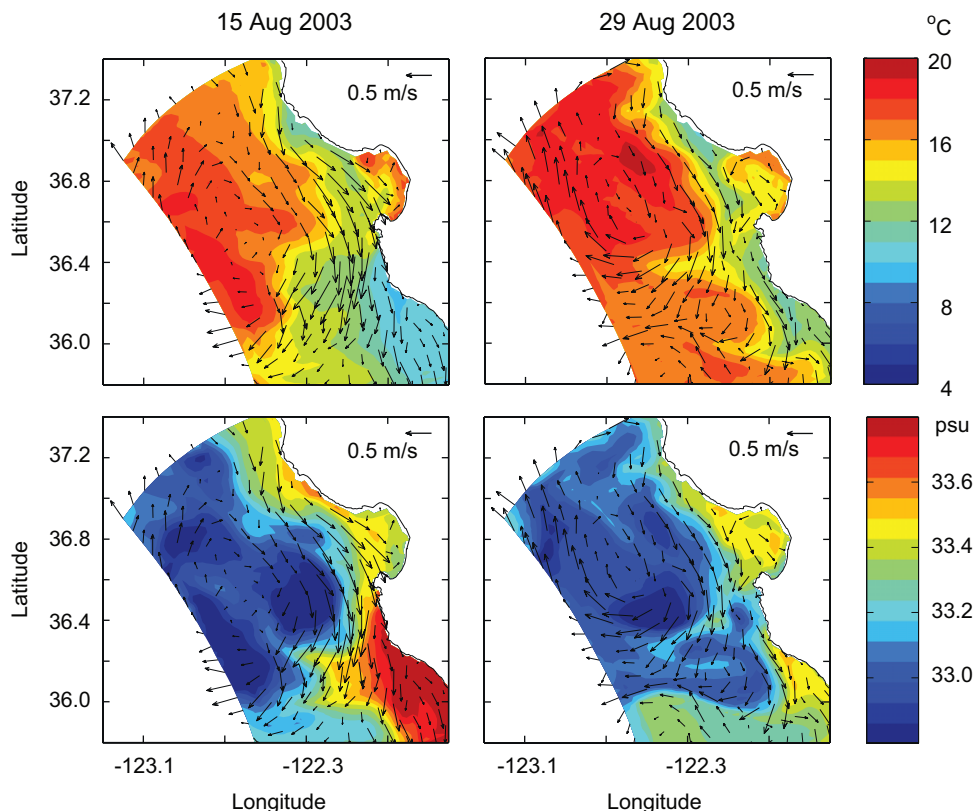 15 Aug 2003
29 Aug 2003
oC
0.5 m/s
0.5 m/s
37.2
36.8
36.4
36.0
Latitude
20
16
12
8
4
0.5 m/s
0.5 m/s
37.2
36.8
36.4
36.0
Latitude
psu
33.6
33.4
33.2
33.0
-123.1
-122.3
-123.1
-122.3
Longitude
Longitude